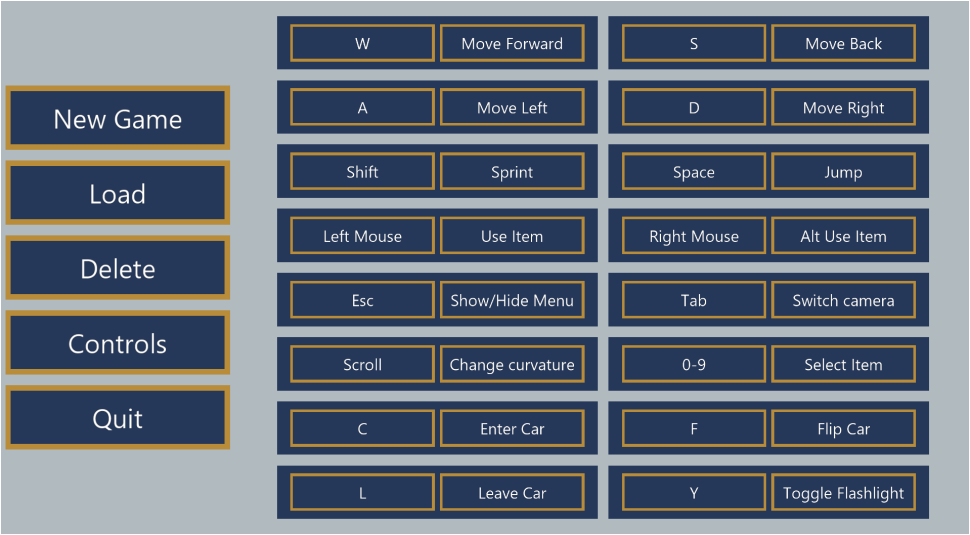 New Game
Load
Delete
Controls
Quit
W Move Forward S Move Back
A Move Left D Move Right
Shift Sprint Space Jump
Left Mouse Use Item Right Mouse Alt Use Item
Esc Show/Hide Menu Tab Switch camera
Scroll Change curvature 0-9 Select Item
C Enter Car F Flip Car
L Leave Car Y Toggle Flashlight